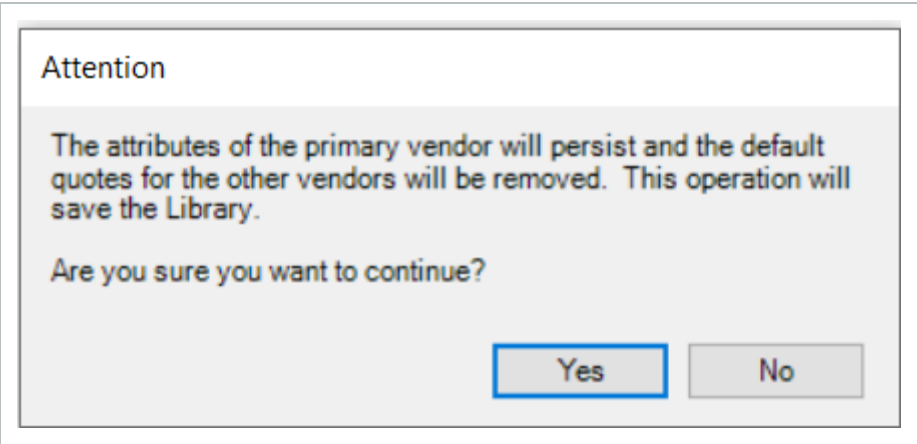 Attention
The attributes of the primary vendor will persist and the default
quotes for the other vendors will be removed.  This operation will
save the Library.
Are you sure you want to continue?
Yes
No